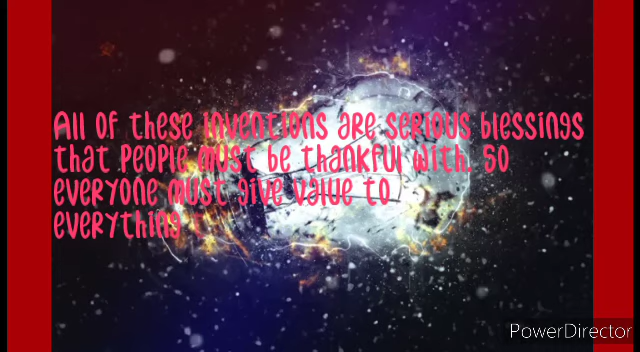 All of these inventions are serious blessings
that people must be thankful with. So
everyone must give value to
everything
PowerDirector